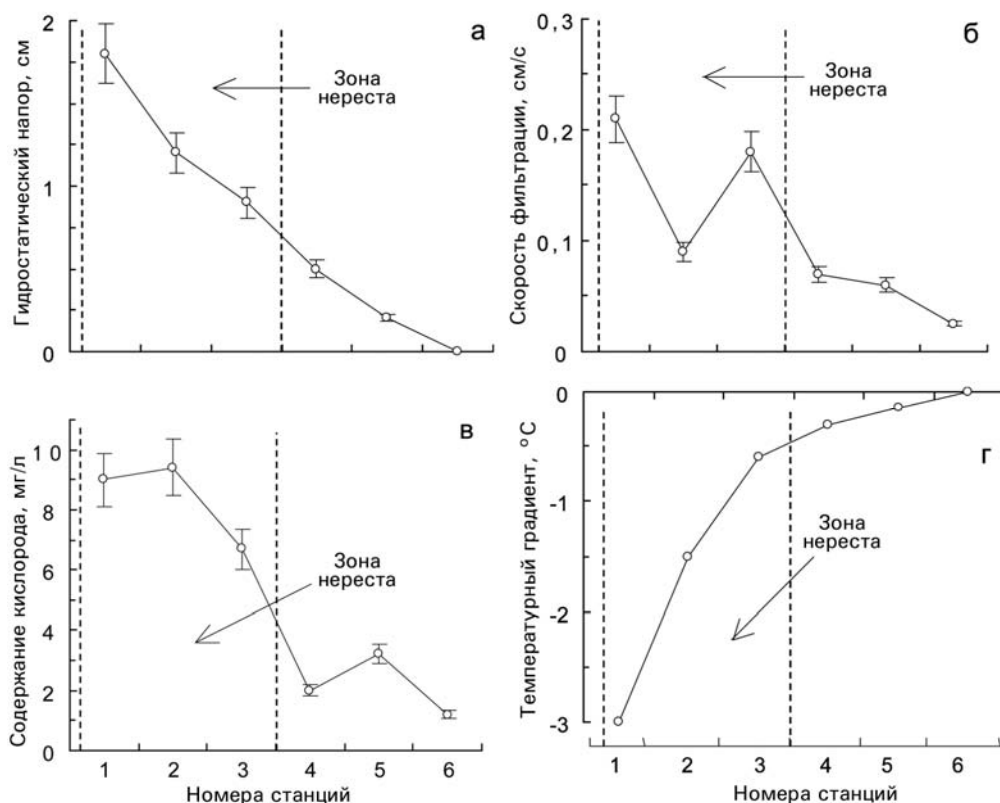 а
Гидростатический напор, см
2
1
0
Зона
нереста
б
Скорость фильтрации, см/с
0,3
0,2
0,1
0
Зона
нереста
в
Содержание кислорода, мг/л
10
8
6
4
2
0
Зона
нереста
1 2 3 4 5 6
Номера станций
г
Температурный градиент, °С
0
-1
-2
-3
Зона
нереста
1 2 3 4 5 6
Номера станций